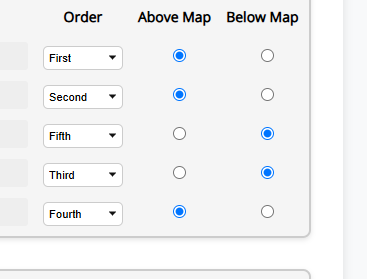 Order Above Map Below Map
First
Second
Fifth
Third
Fourth